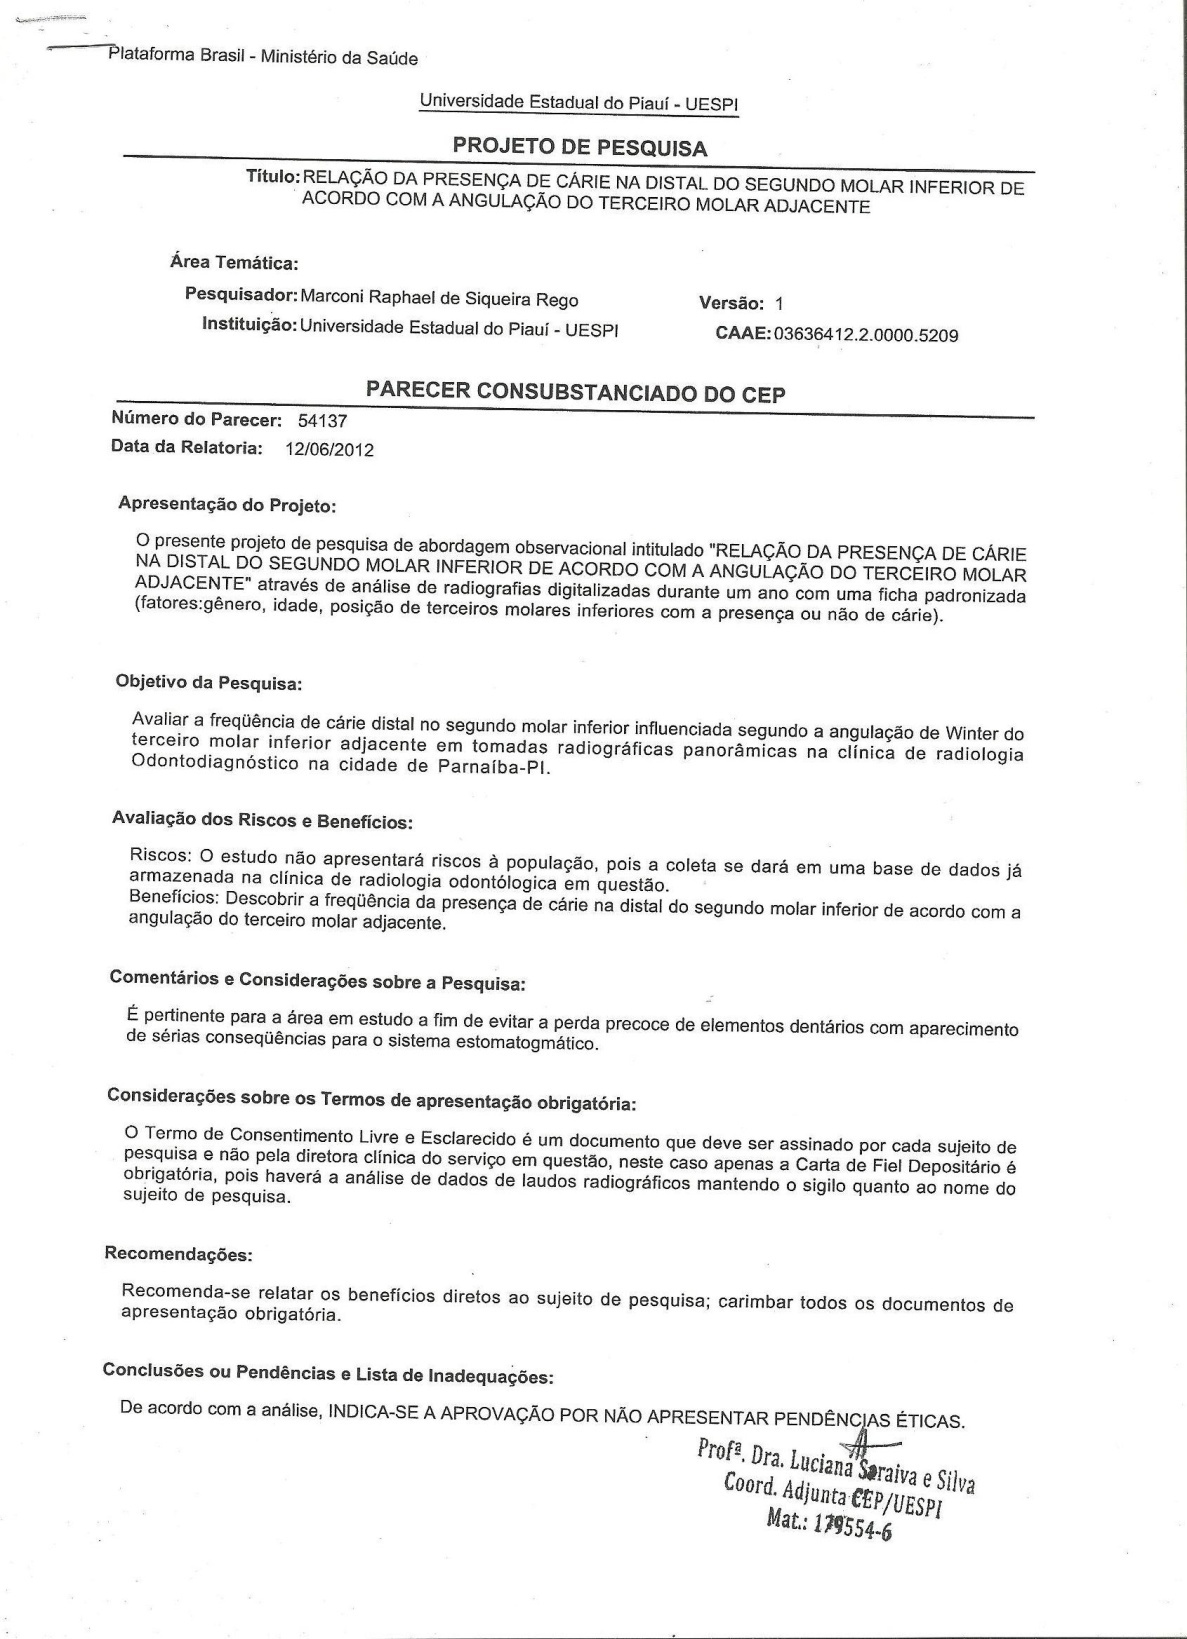 Plataforma Brasil - Ministério da Saúde
Universidade Estadual do Piauí - UESPI
PROJETO DE PESQUISA
Título: RELAÇÃO DA PRESENÇA DE CÁRIE NA DISTAL DO SEGUNDO MOLAR INFERIOR DE
ACORDO COM A ANGULAÇÃO DO TERCEIRO MOLAR ADJACENTE
Área Temática:
Pesquisador: Marconi Raphael de Siqueira Rego Versão: 1
Instituição: Universidade Estadual do Piauí - UESPI CAAE: 03636412.2.0000.5209
PARECER CONSUBSTANCIADO DO CEP
Número do Parecer: 54137
Data da Relatoria: 12/06/2012
Apresentação do Projeto:
O presente projeto de pesquisa de abordagem observacional intitulado "RELAÇÃO DA PRESENÇA DE CÁRIE
NA DISTAL DO SEGUNDO MOLAR INFERIOR DE ACORDO COM A ANGULAÇÃO DO TERCEIRO MOLAR
ADJACENTE" através de análise de radiografias digitalizadas durante um ano com uma ficha padronizada
(fatores:gênero, idade, posição de terceiros molares inferiores com a presença ou não de cárie).
Objetivo da Pesquisa:
Avaliar a freqüência de cárie distal no segundo molar inferior influenciada segundo a angulação de Winter do
terceiro molar inferior adjacente em tomadas radiográficas panorâmicas na clínica de radiologia
Odontodiagnóstico na cidade de Parnaíba-PI.
Avaliação dos Riscos e Benefícios:
Riscos: O estudo não apresentará riscos à população, pois a coleta se dará em uma base de dados já
armazenada na clínica de radiologia odontólogica em questão.
Benefícios: Descobrir a freqüência da presença de cárie na distal do segundo molar inferior de acordo com a
angulação do terceiro molar adjacente.
Comentários e Considerações sobre a Pesquisa:
É pertinente para a área em estudo a fim de evitar a perda precoce de elementos dentários com aparecimento
de sérias conseqüências para o sistema estomatogmático.
Considerações sobre os Termos de apresentação obrigatória:
O Termo de Consentimento Livre e Esclarecido é um documento que deve ser assinado por cada sujeito de
pesquisa e não pela diretora clínica do serviço em questão, neste caso apenas a Carta de Fiel Depositário é
obrigatória, pois haverá a análise de dados de laudos radiográficos mantendo o sigilo quanto ao nome do
sujeito de pesquisa.
Recomendações:
Recomenda-se relatar os benefícios diretos ao sujeito de pesquisa; carimbar todos os documentos de
apresentação obrigatória.
Conclusões ou Pendências e Lista de Inadequações:
De acordo com a análise, INDICA-SE A APROVAÇÃO POR NÃO APRESENTAR PENDÊNCIAS ÉTICAS.
Profª. Dra. Luciana Saraiva e Silva
Coord. Adjunta CEP/UESPI
Mat.: 179554-6